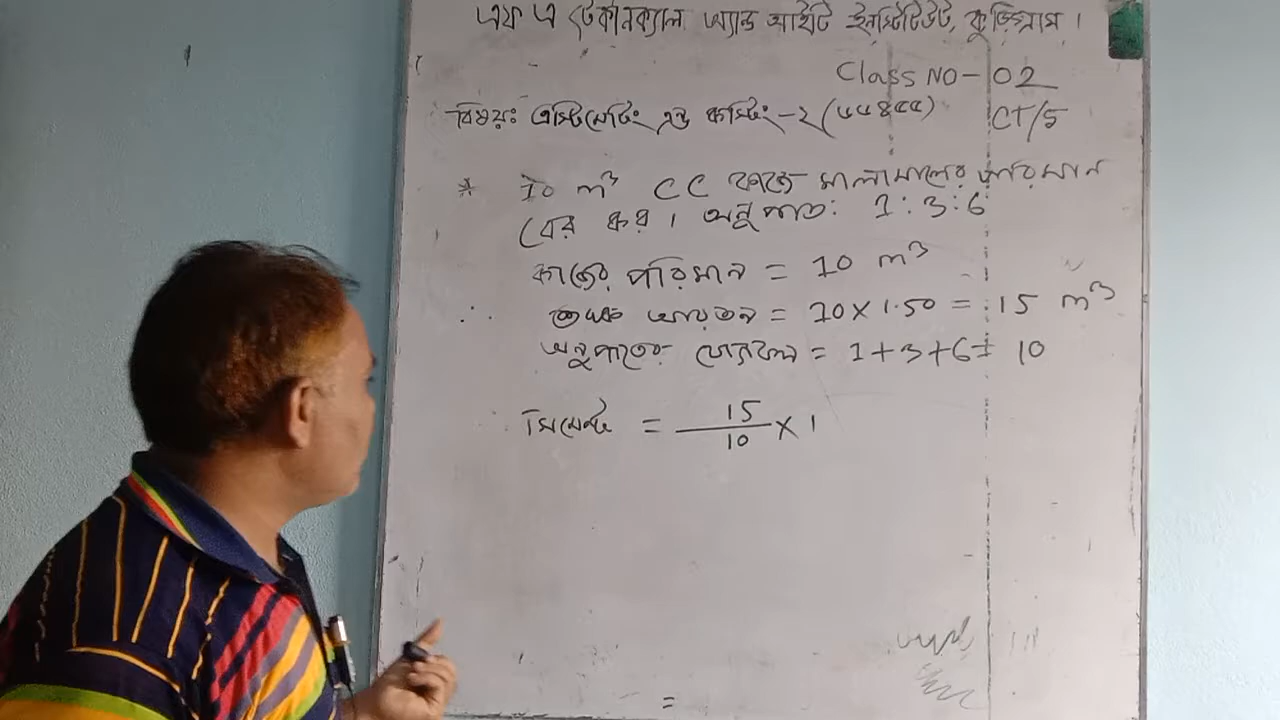 এফ এ টেকনিক্যাল অ্যান্ড আইটি ইনস্টিটিউট, কুড়িগ্রাম।
Class NO-02
বিষয়ঃ এস্টিমেটিং এন্ড কস্টিং-২(৬৬৪৫৫) CT/5
* 10 m³ CC কাজে মালামালের পরিমান
বের কর। অনুপাত: 1:3:6
কাজের পরিমান = 10 m³
∴ শুষ্ক আয়তন = 10×1.50 = 15 m³
অনুপাতের যোগফল = 1+3+6= 10
সিমেন্ট = 15/10 × 1
=